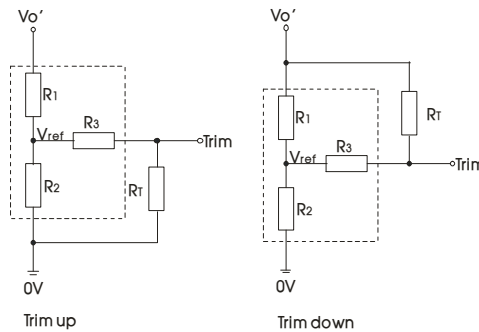 Vo'
R1
Vref
R3
Trim
R2
RT
0V
Trim up
Vo'
R1
RT
Vref
R3
Trim
R2
0V
Trim down